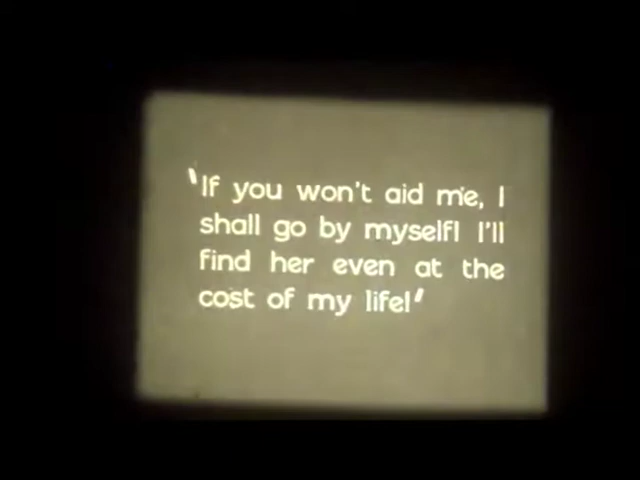 "If you won't aid me, I
shall go by myself! I'll
find her even at the
cost of my life!"